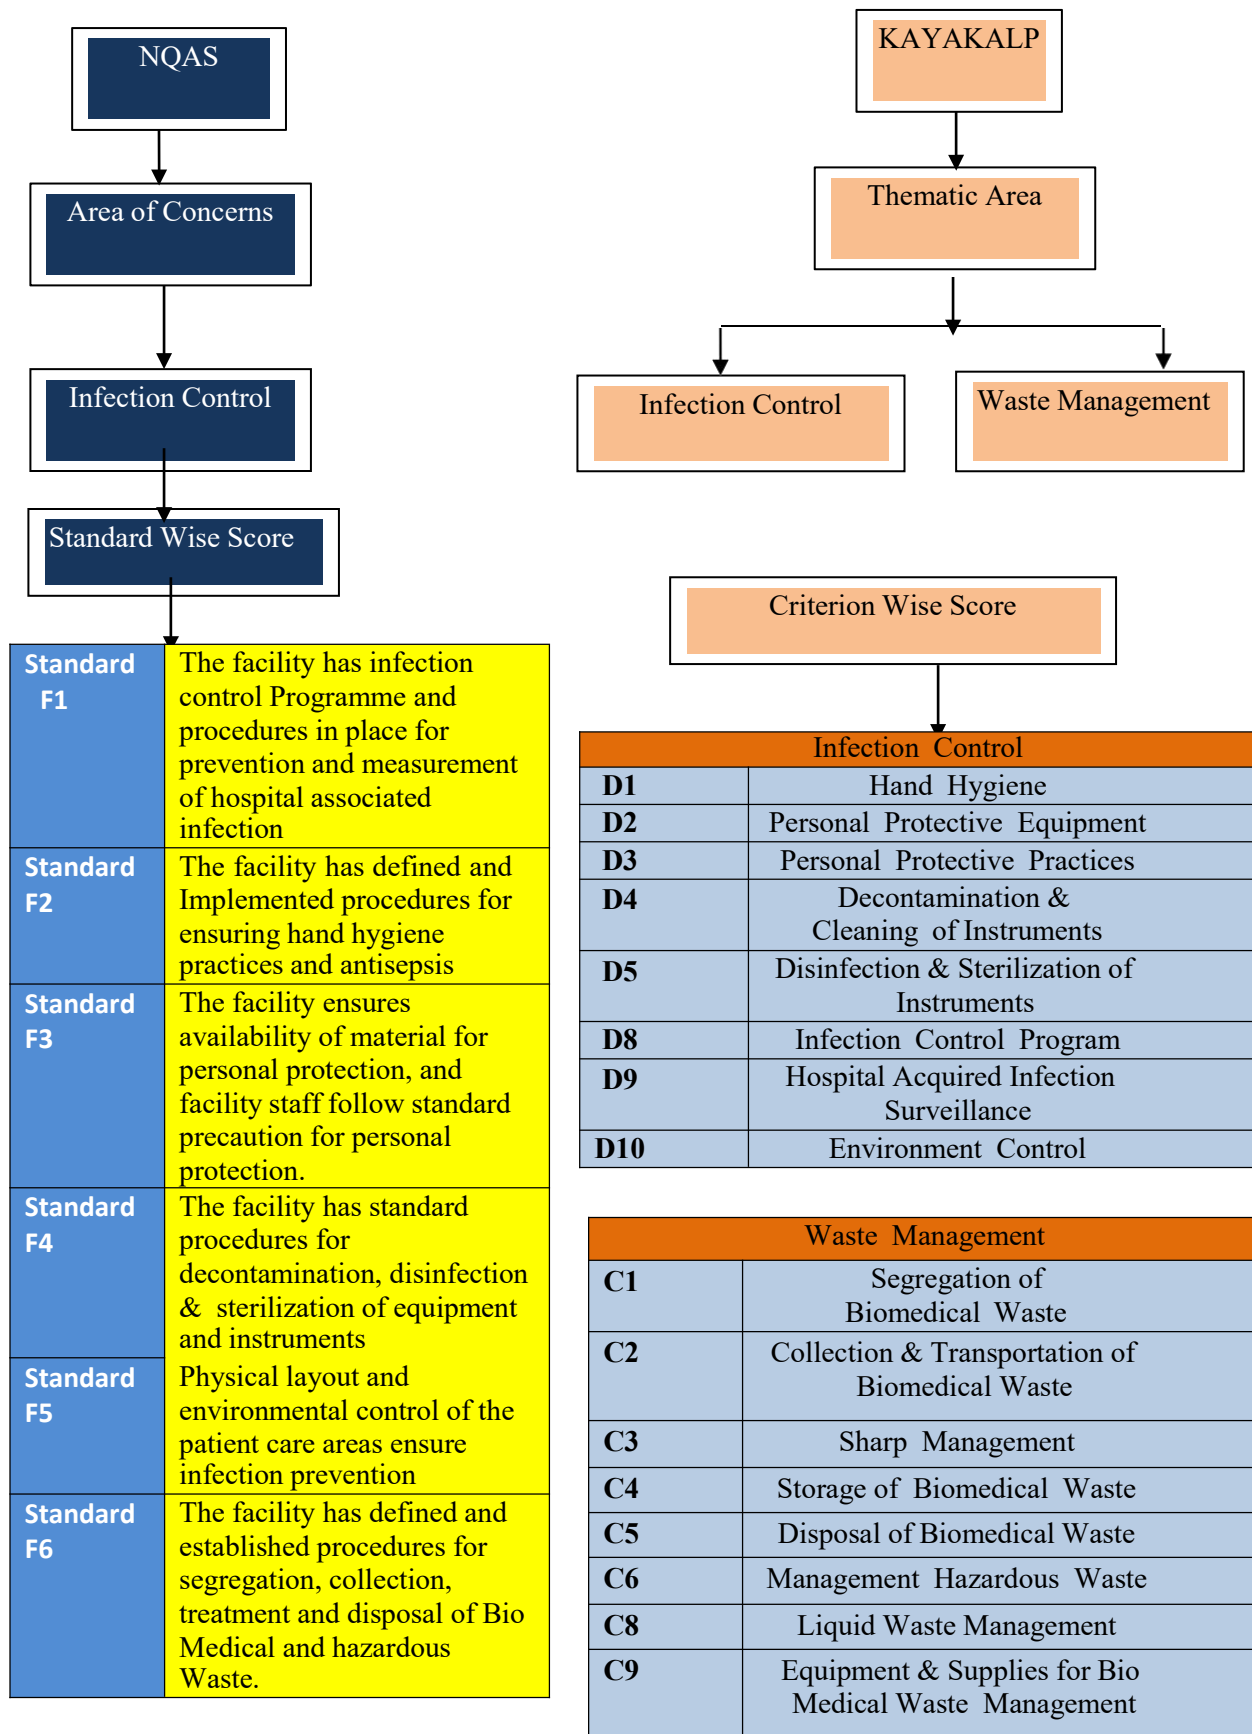 NQAS
Area of Concerns
Infection Control
Standard Wise Score
Standard
F1
The facility has infection
control Programme and
procedures in place for
prevention and measurement
of hospital associated
infection
Standard
F2
The facility has defined and
Implemented procedures for
ensuring hand hygiene
practices and antisepsis
Standard
F3
The facility ensures
availability of material for
personal protection, and
facility staff follow standard
precaution for personal
protection.
Standard
F4
The facility has standard
procedures for
decontamination, disinfection
& sterilization of equipment
and instruments
Standard
F5
Physical layout and
environmental control of the
patient care areas ensure
infection prevention
Standard
F6
The facility has defined and
established procedures for
segregation, collection,
treatment and disposal of Bio
Medical and hazardous
Waste.
KAYAKALP
Thematic Area
Infection Control
Waste Management
Criterion Wise Score
Infection Control
D1 Hand Hygiene
D2 Personal Protective Equipment
D3 Personal Protective Practices
D4 Decontamination &
Cleaning of Instruments
D5 Disinfection & Sterilization of
Instruments
D8 Infection Control Program
D9 Hospital Acquired Infection
Surveillance
D10 Environment Control
Waste Management
C1 Segregation of
Biomedical Waste
C2 Collection & Transportation of
Biomedical Waste
C3 Sharp Management
C4 Storage of Biomedical Waste
C5 Disposal of Biomedical Waste
C6 Management Hazardous Waste
C8 Liquid Waste Management
C9 Equipment & Supplies for Bio
Medical Waste Management